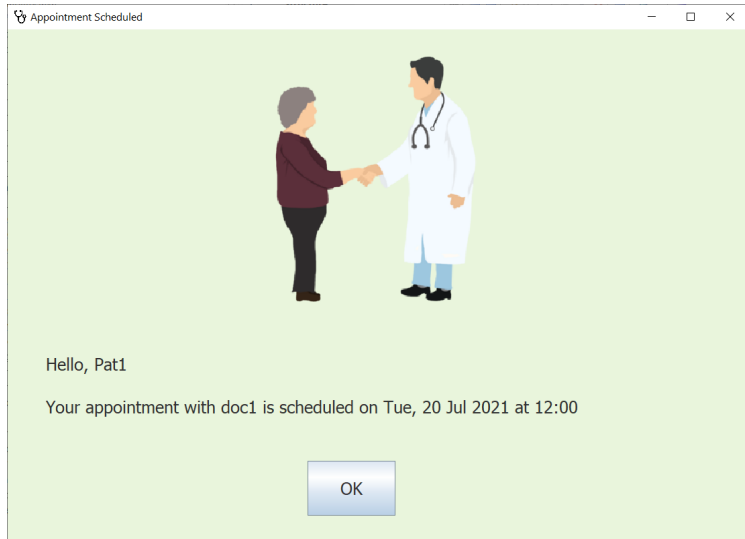 Appointment Scheduled
Hello, Pat1
Your appointment with doc1 is scheduled on Tue, 20 Jul 2021 at 12:00
OK